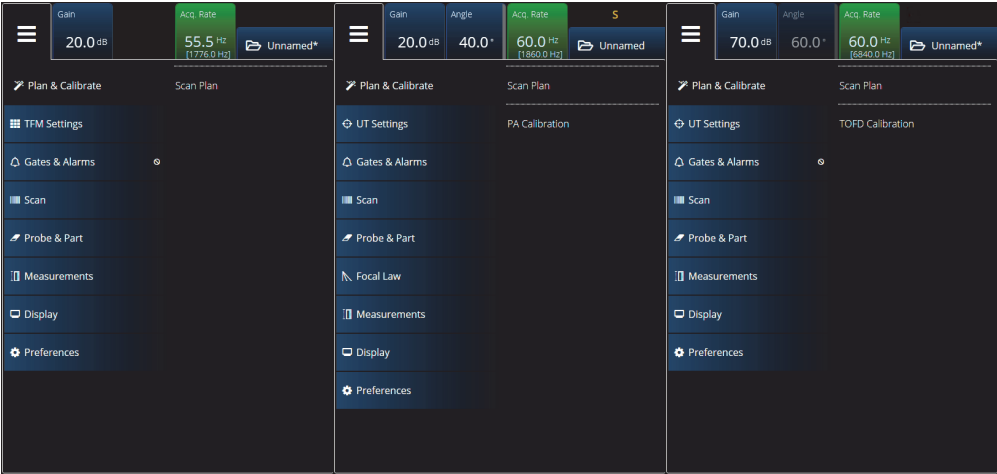 Gain
20.0 dB
Acq. Rate
55.5 Hz
[1776.0 Hz]
Unnamed*
Plan & Calibrate
Scan Plan
TFM Settings
Gates & Alarms
Scan
Probe & Part
Measurements
Display
Preferences
Gain
20.0 dB
Angle
40.0 °
Acq. Rate
60.0 Hz
[1860.0 Hz]
S
Unnamed
Plan & Calibrate
Scan Plan
UT Settings
PA Calibration
Gates & Alarms
Scan
Probe & Part
Focal Law
Measurements
Display
Preferences
Gain
70.0 dB
Angle
60.0 °
Acq. Rate
60.0 Hz
[6840.0 Hz]
Unnamed*
Plan & Calibrate
Scan Plan
UT Settings
TOFD Calibration
Gates & Alarms
Scan
Probe & Part
Measurements
Display
Preferences